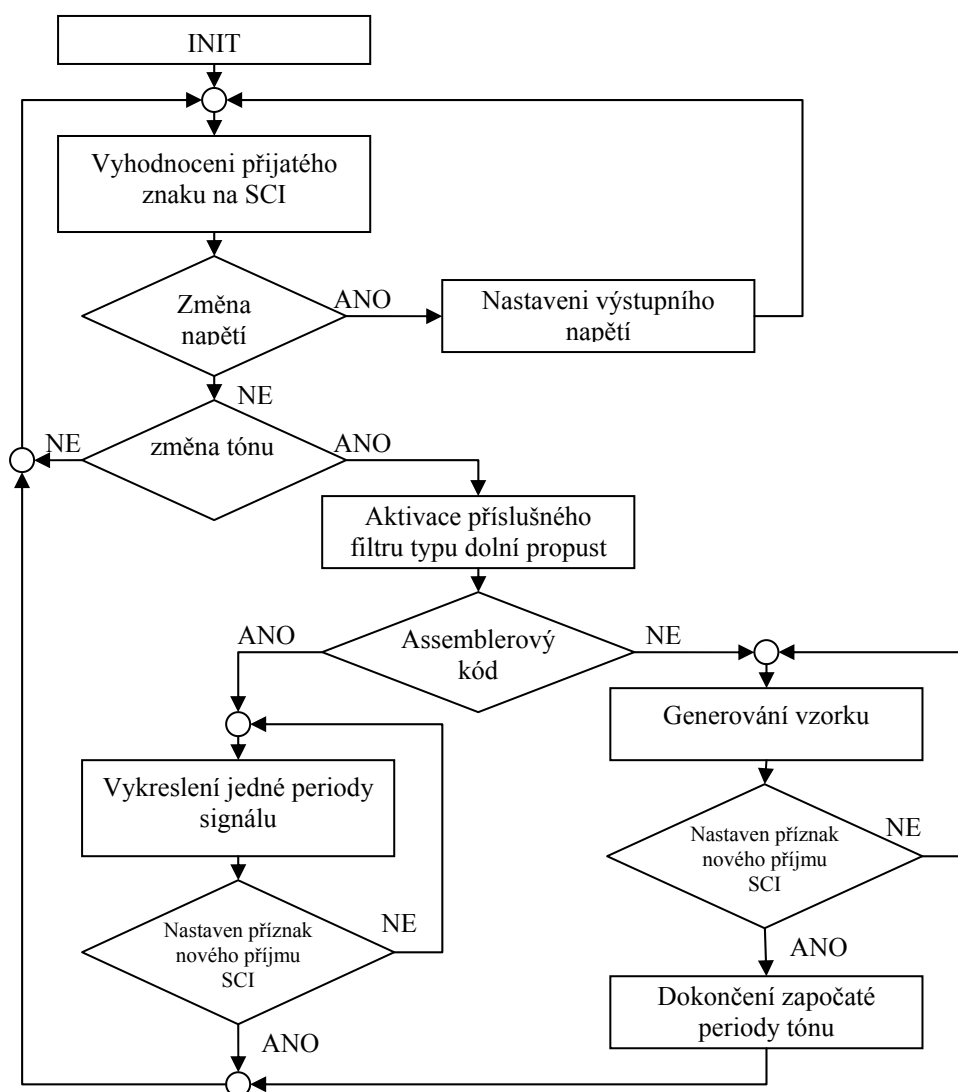 INIT
Vyhodnoceni přijatého
znaku na SCI
Změna
napětí
ANO
Nastaveni výstupního
napětí
NE
změna tónu
NE
ANO
Aktivace příslušného
filtru typu dolní propust
Assemblerový
kód
ANO
NE
Generování vzorku
Vykreslení jedné periody
signálu
Nastaven příznak
nového příjmu
SCI
NE
Nastaven příznak
nového příjmu
SCI
NE
ANO
ANO
Dokončení započaté
periody tónu